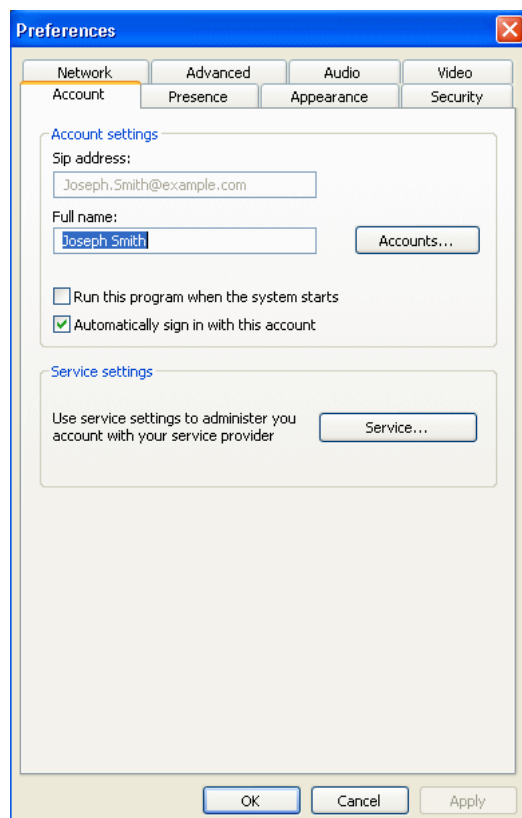 Preferences
Network Advanced Audio Video
Account Presence Appearance Security
Account settings
Sip address:
Joseph.Smith@example.com
Full name:
Joseph Smith
Accounts...
Run this program when the system starts
Automatically sign in with this account
Service settings
Use service settings to administer you
account with your service provider
Service...
OK Cancel Apply